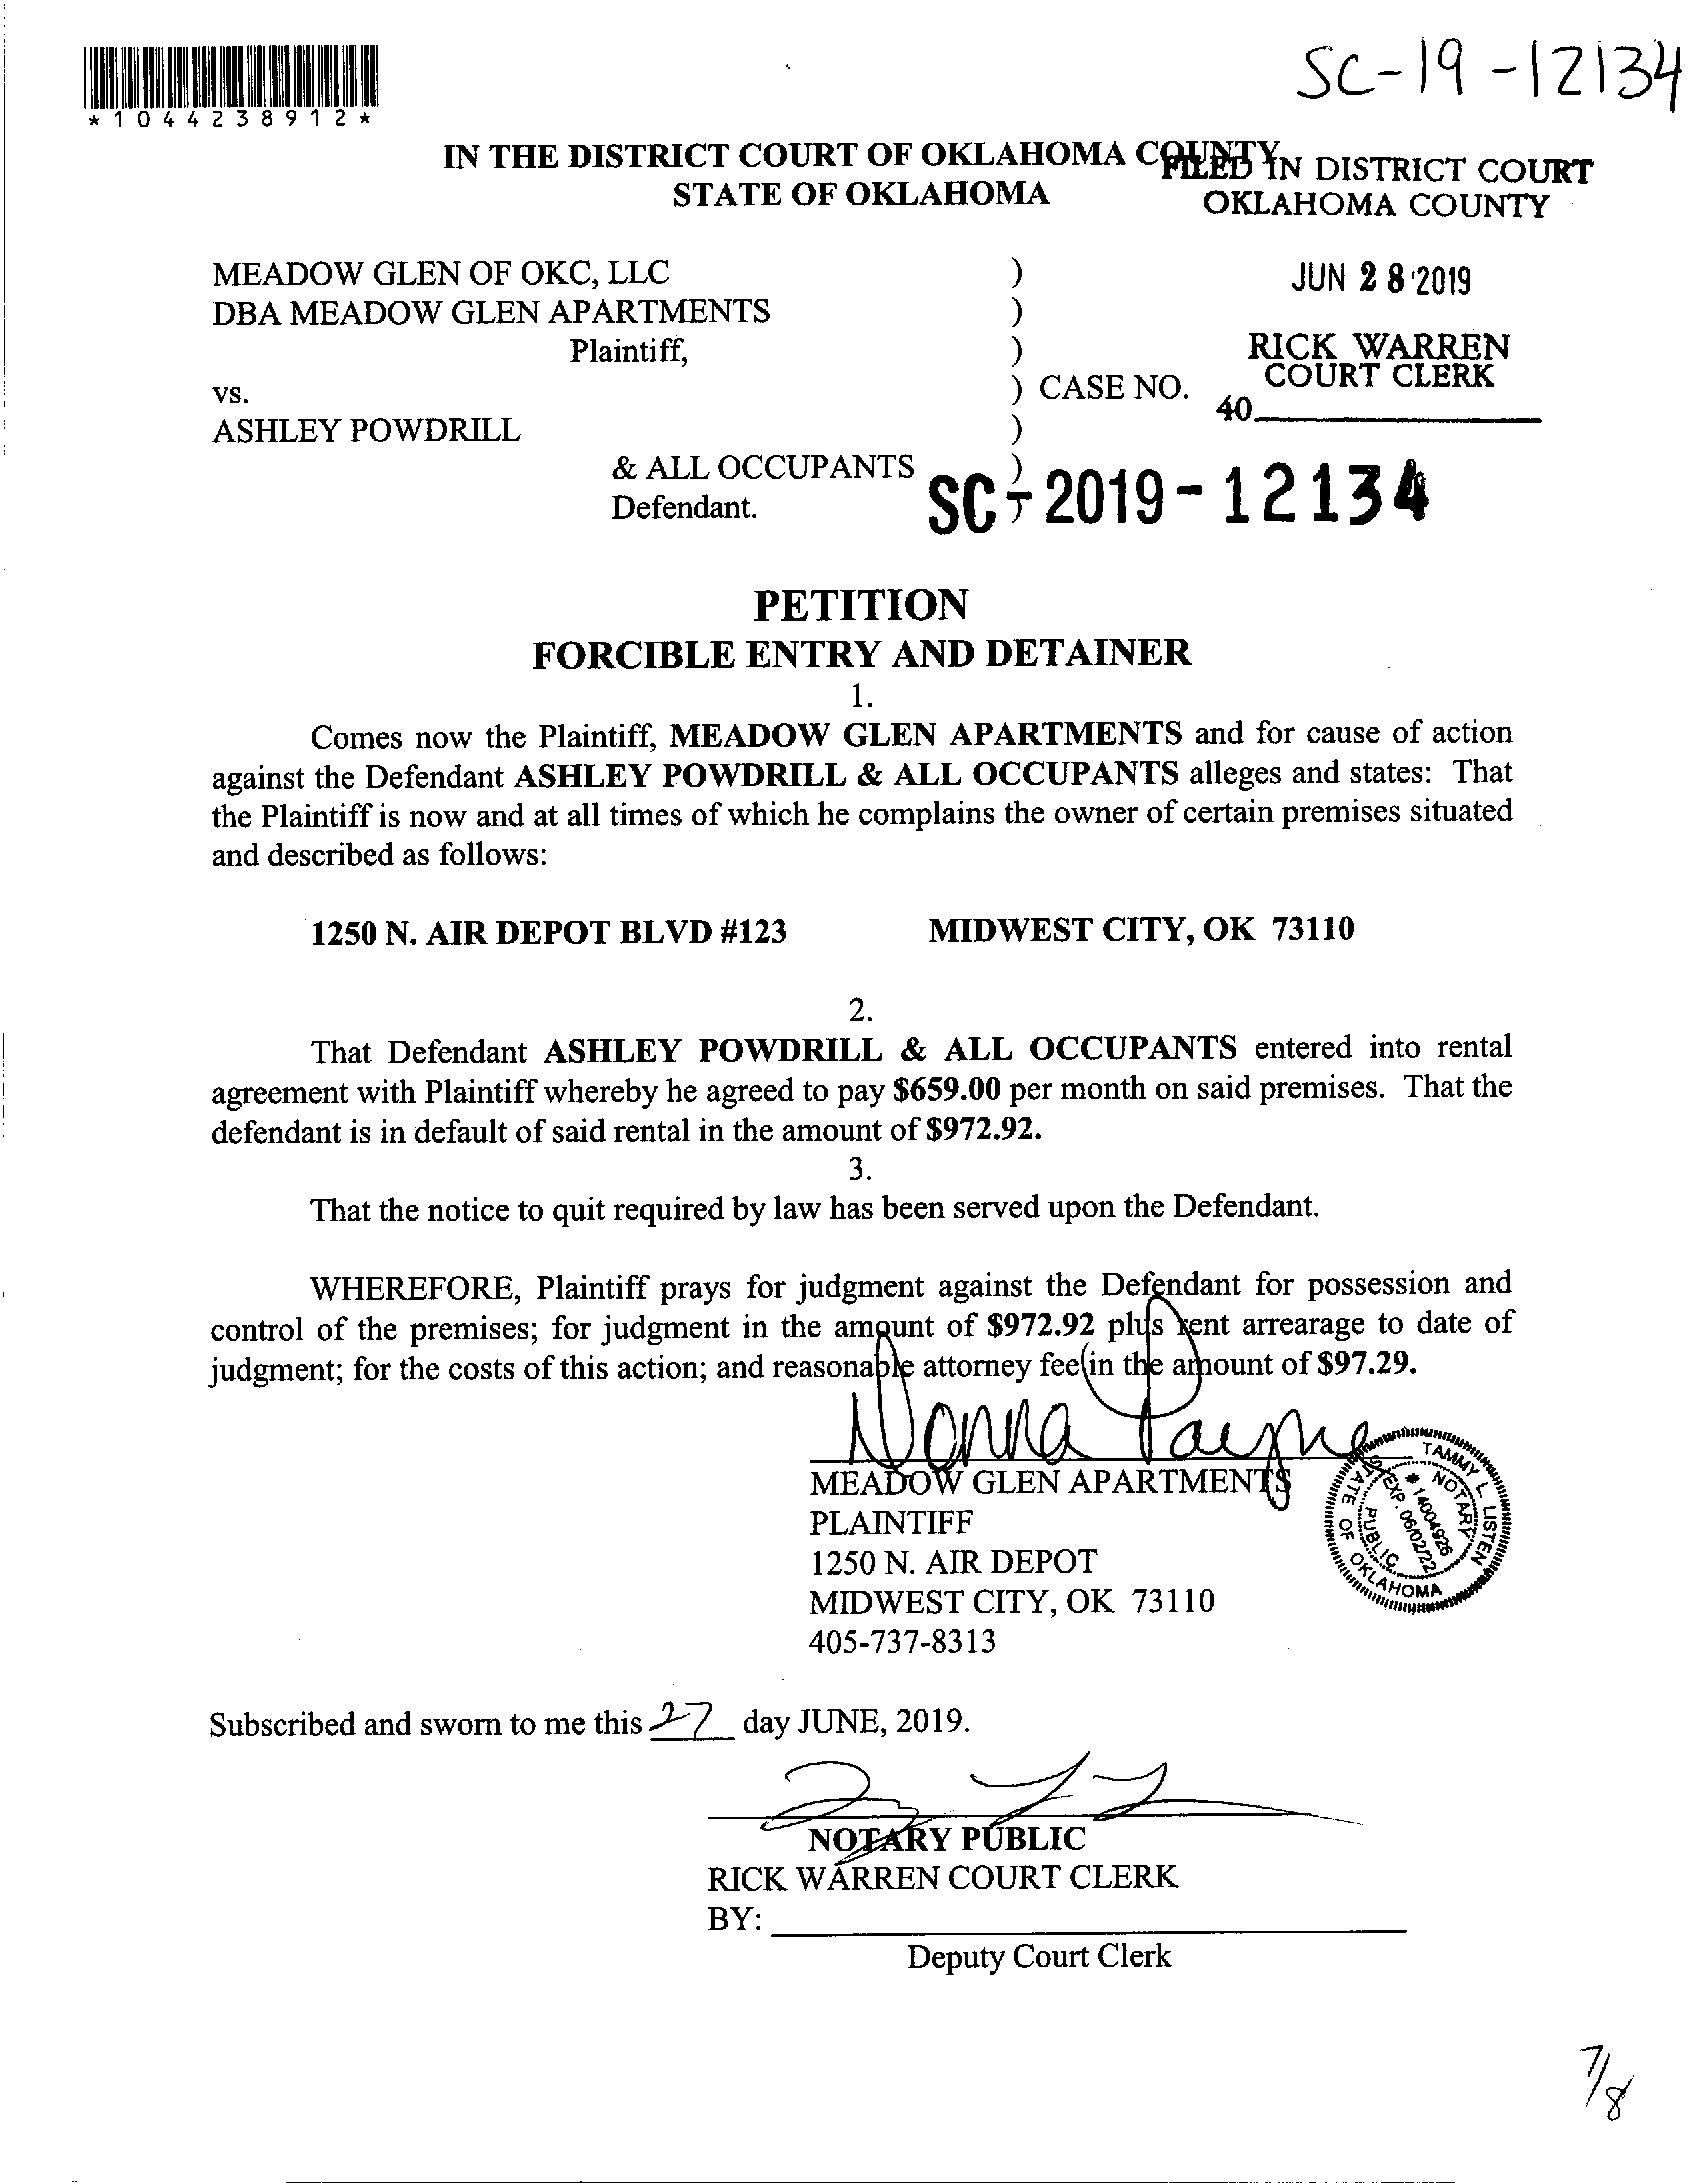 SC-19-12134
*1044238912*
IN THE DISTRICT COURT OF OKLAHOMA COUNTY
STATE OF OKLAHOMA
FILED IN DISTRICT COURT
OKLAHOMA COUNTY
MEADOW GLEN OF OKC, LLC )
JUN 28 2019
DBA MEADOW GLEN APARTMENTS )
Plaintiff, )
RICK WARREN
COURT CLERK
vs. ) CASE NO.
40
ASHLEY POWDRILL )
& ALL OCCUPANTS )
Defendant. )
SC-2019-12134
PETITION
FORCIBLE ENTRY AND DETAINER
1.
Comes now the Plaintiff, MEADOW GLEN APARTMENTS and for cause of action
against the Defendant ASHLEY POWDRILL & ALL OCCUPANTS alleges and states: That
the Plaintiff is now and at all times of which he complains the owner of certain premises situated
and described as follows:
1250 N. AIR DEPOT BLVD #123 MIDWEST CITY, OK 73110
2.
That Defendant ASHLEY POWDRILL & ALL OCCUPANTS entered into rental
agreement with Plaintiff whereby he agreed to pay $659.00 per month on said premises. That the
defendant is in default of said rental in the amount of $972.92.
3.
That the notice to quit required by law has been served upon the Defendant.
WHEREFORE, Plaintiff prays for judgment against the Defendant for possession and
control of the premises; for judgment in the amount of $972.92 plus rent arrearage to date of
judgment; for the costs of this action; and reasonable attorney fee in the amount of $97.29.
Donna Payne
MEADOW GLEN APARTMENTS
PLAINTIFF
1250 N. AIR DEPOT
MIDWEST CITY, OK 73110
405-737-8313
TAMMY L. LISTEN
STATE OF OKLAHOMA
NOTARY
PUBLIC
# 14004926
EXP. 06/02/22
Subscribed and sworn to me this 27 day JUNE, 2019.
NOTARY PUBLIC
RICK WARREN COURT CLERK
BY:
Deputy Court Clerk
7/8